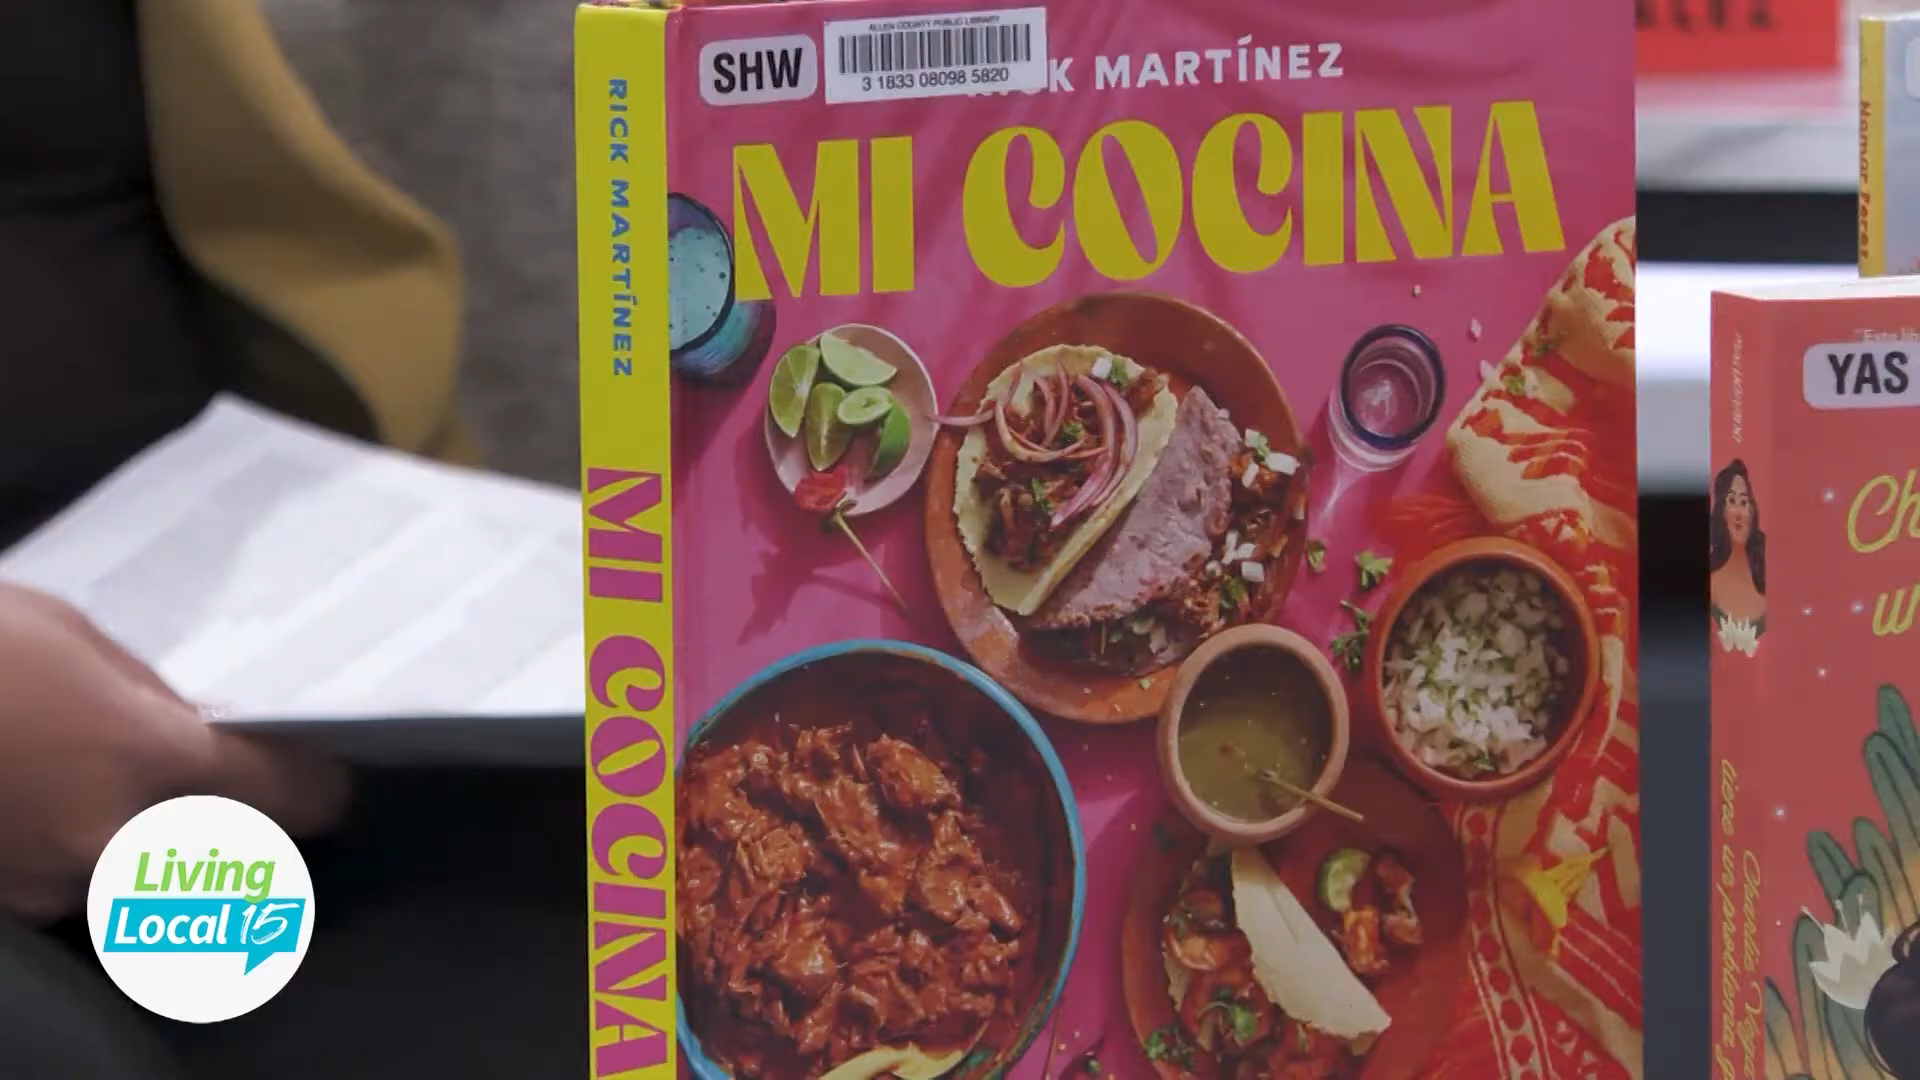 SHW
ALLEN COUNTY PUBLIC LIBRARY
3 1833 08098 5820
K MARTÍNEZ
MI COCINA
RICK MARTÍNEZ
MI COCINA
YAS
Living
Local 15